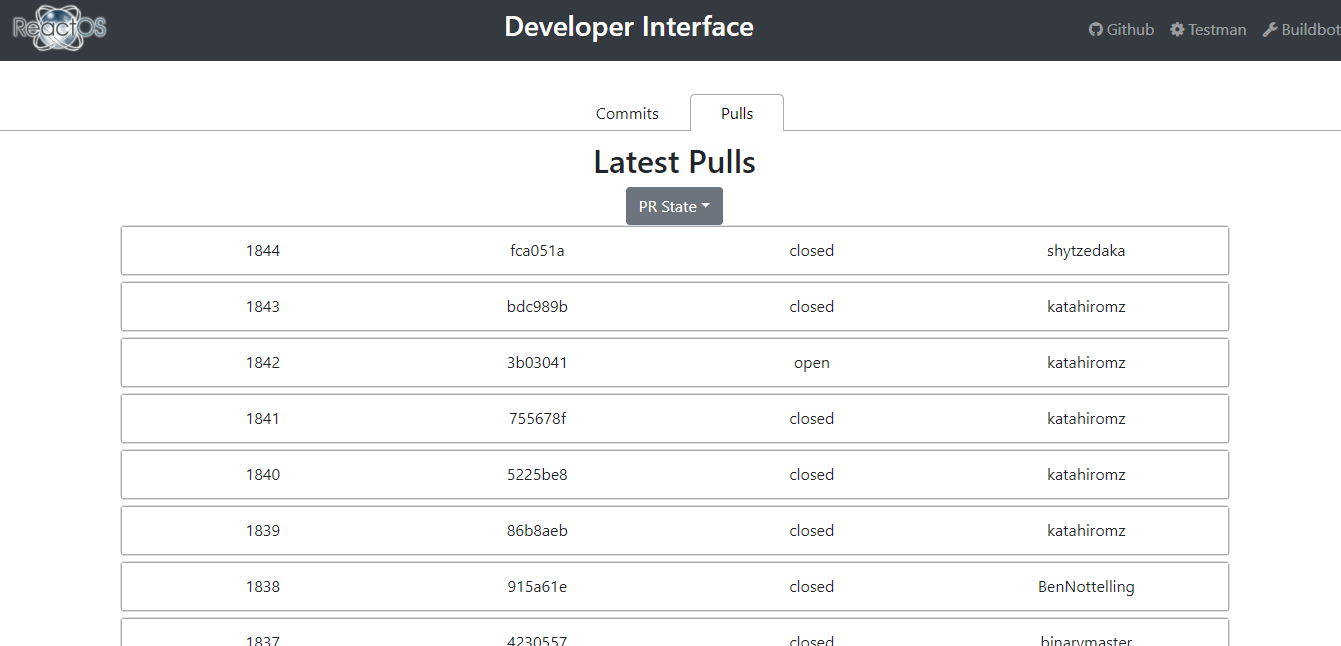 ReactOS
Developer Interface
Github Testman Buildbot
Commits Pulls
Latest Pulls
PR State
1844 fca051a closed shytzedaka
1843 bdc989b closed katahiromz
1842 3b03041 open katahiromz
1841 755678f closed katahiromz
1840 5225be8 closed katahiromz
1839 86b8aeb closed katahiromz
1838 915a61e closed BenNottelling
1837 4230557 closed binarymaster